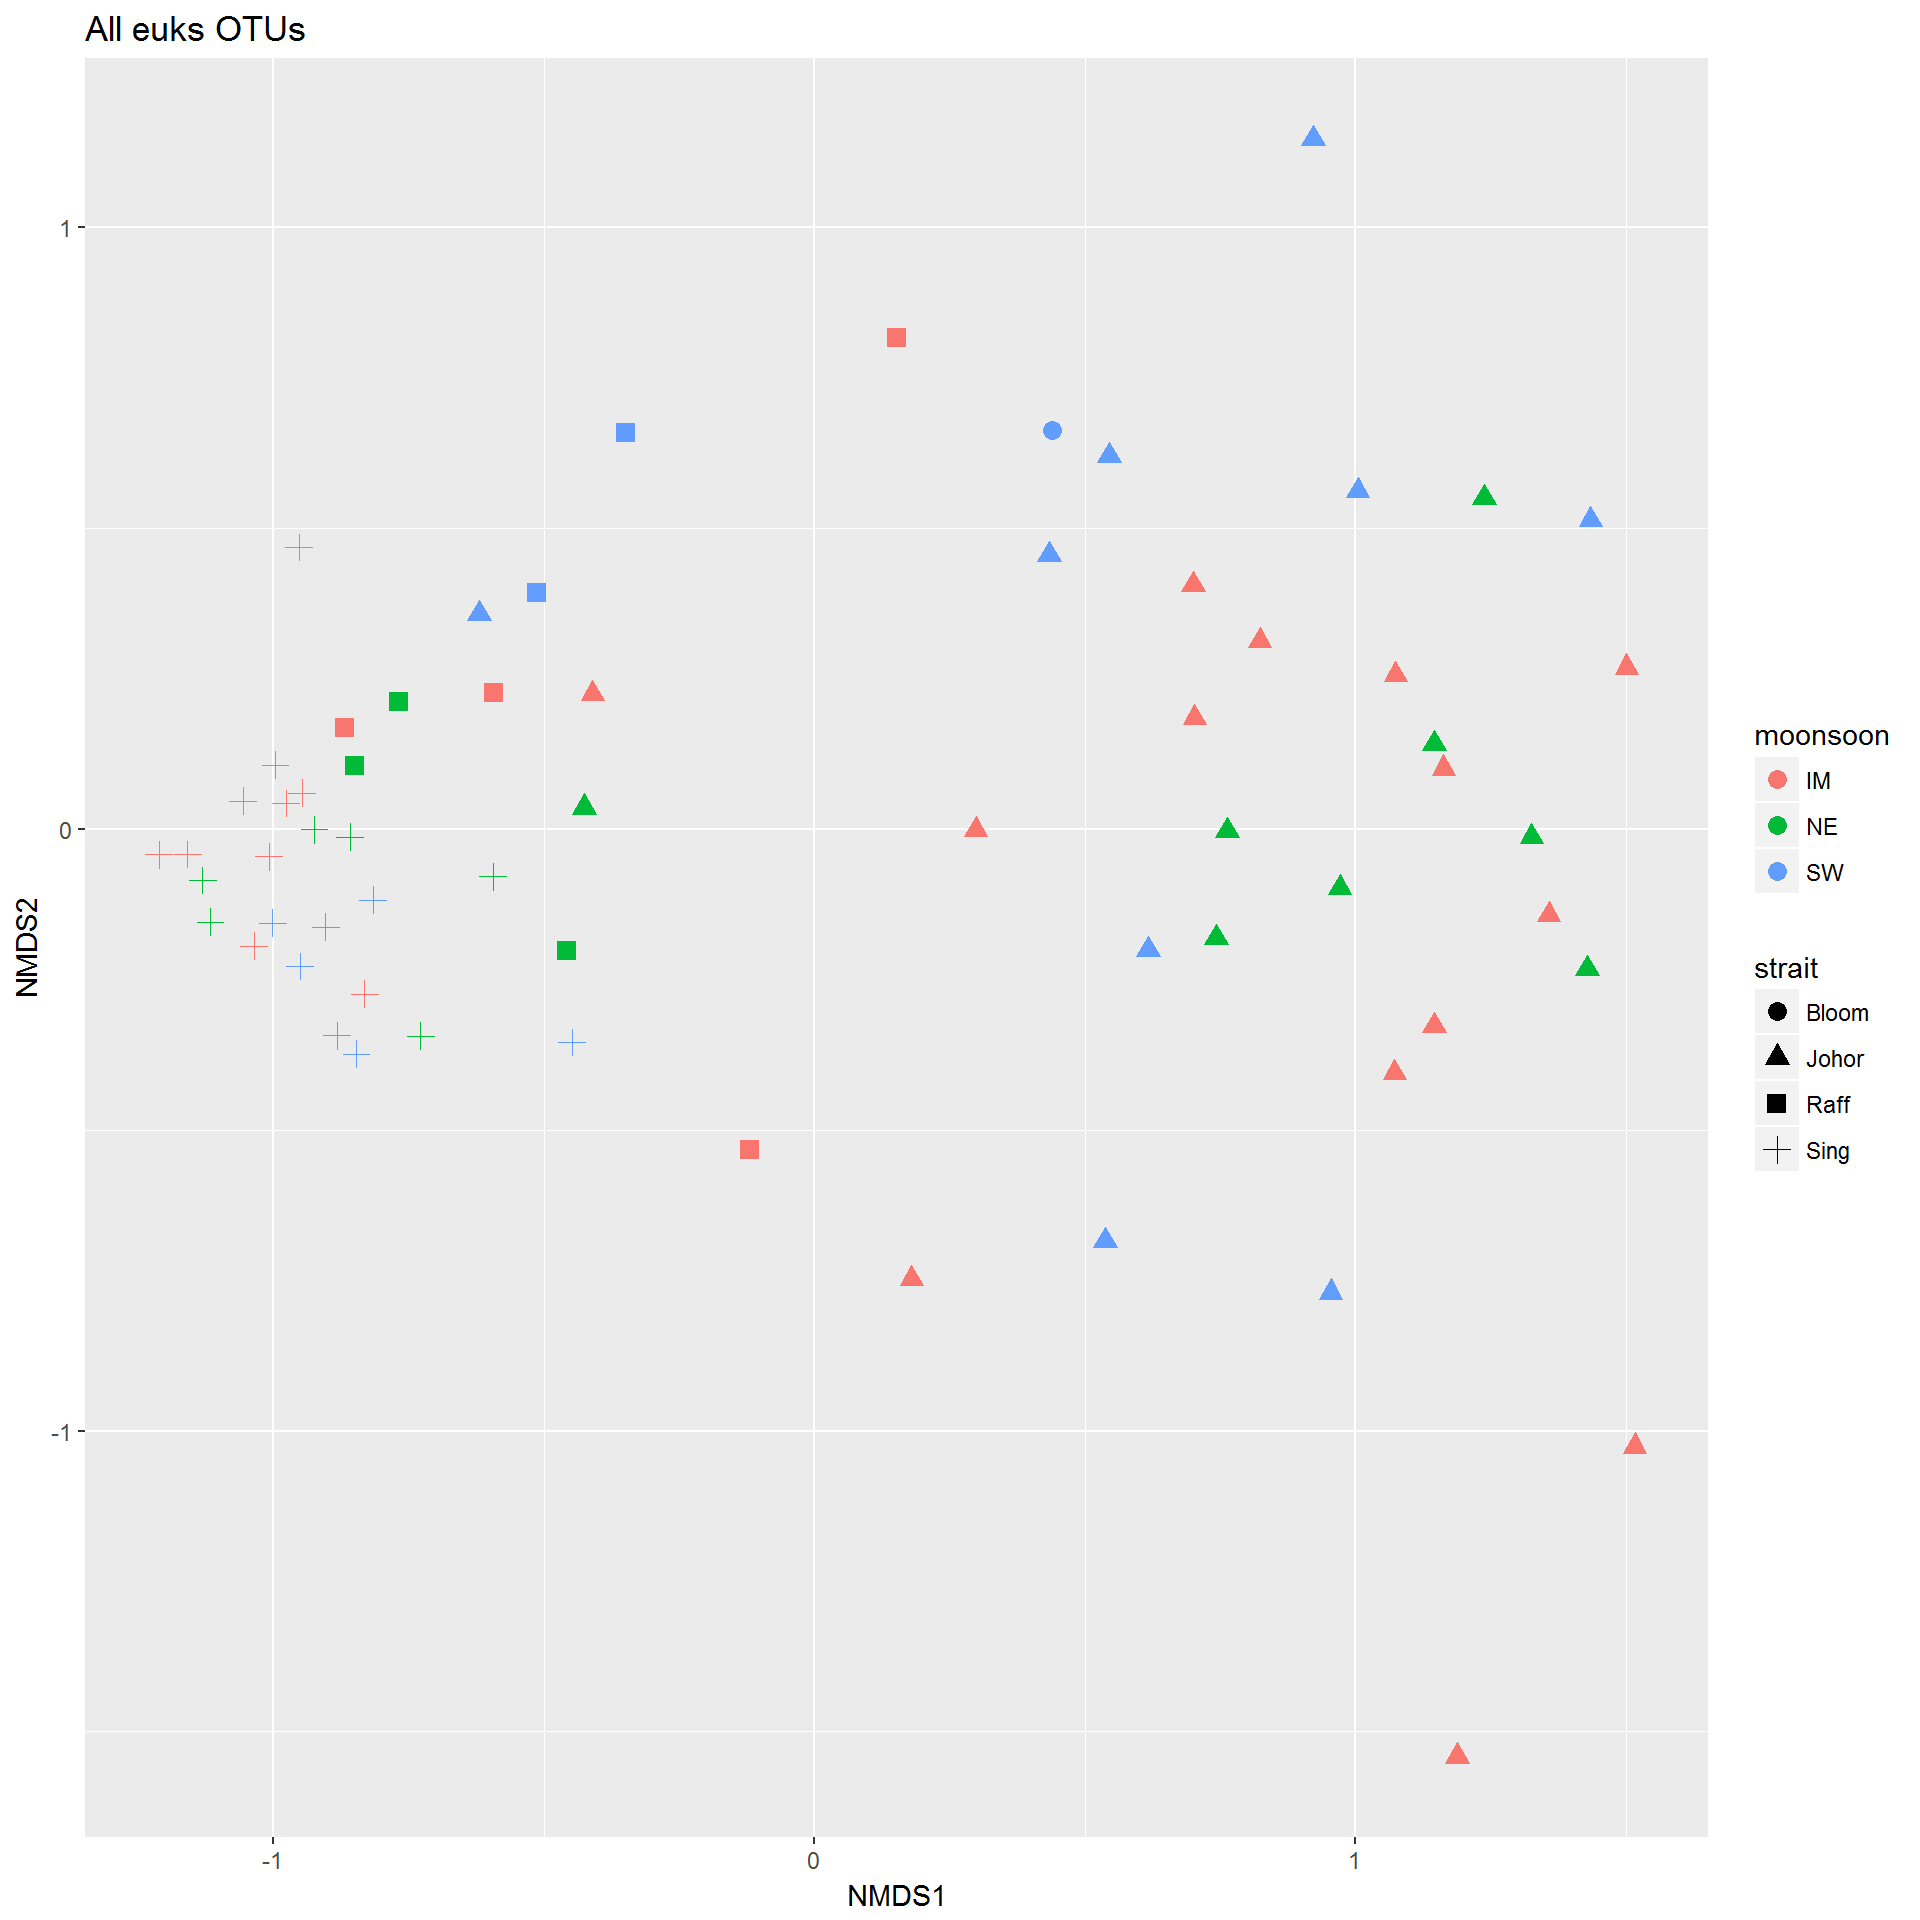 All euks OTUs
1
0
-1
NMDS2
-1
0
1
NMDS1
moonsoon
IM
NE
SW
strait
Bloom
Johor
Raff
Sing